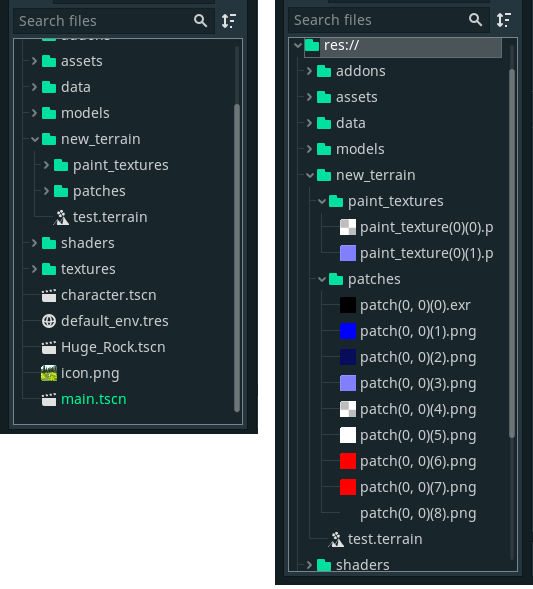 Search files
addons
assets
data
models
new_terrain
paint_textures
patches
test.terrain
shaders
textures
character.tscn
default_env.tres
Huge_Rock.tscn
icon.png
main.tscn
Search files
res://
addons
assets
data
models
new_terrain
paint_textures
paint_texture(0)(0).p
paint_texture(0)(1).p
patches
patch(0, 0)(0).exr
patch(0, 0)(1).png
patch(0, 0)(2).png
patch(0, 0)(3).png
patch(0, 0)(4).png
patch(0, 0)(5).png
patch(0, 0)(6).png
patch(0, 0)(7).png
patch(0, 0)(8).png
test.terrain
shaders